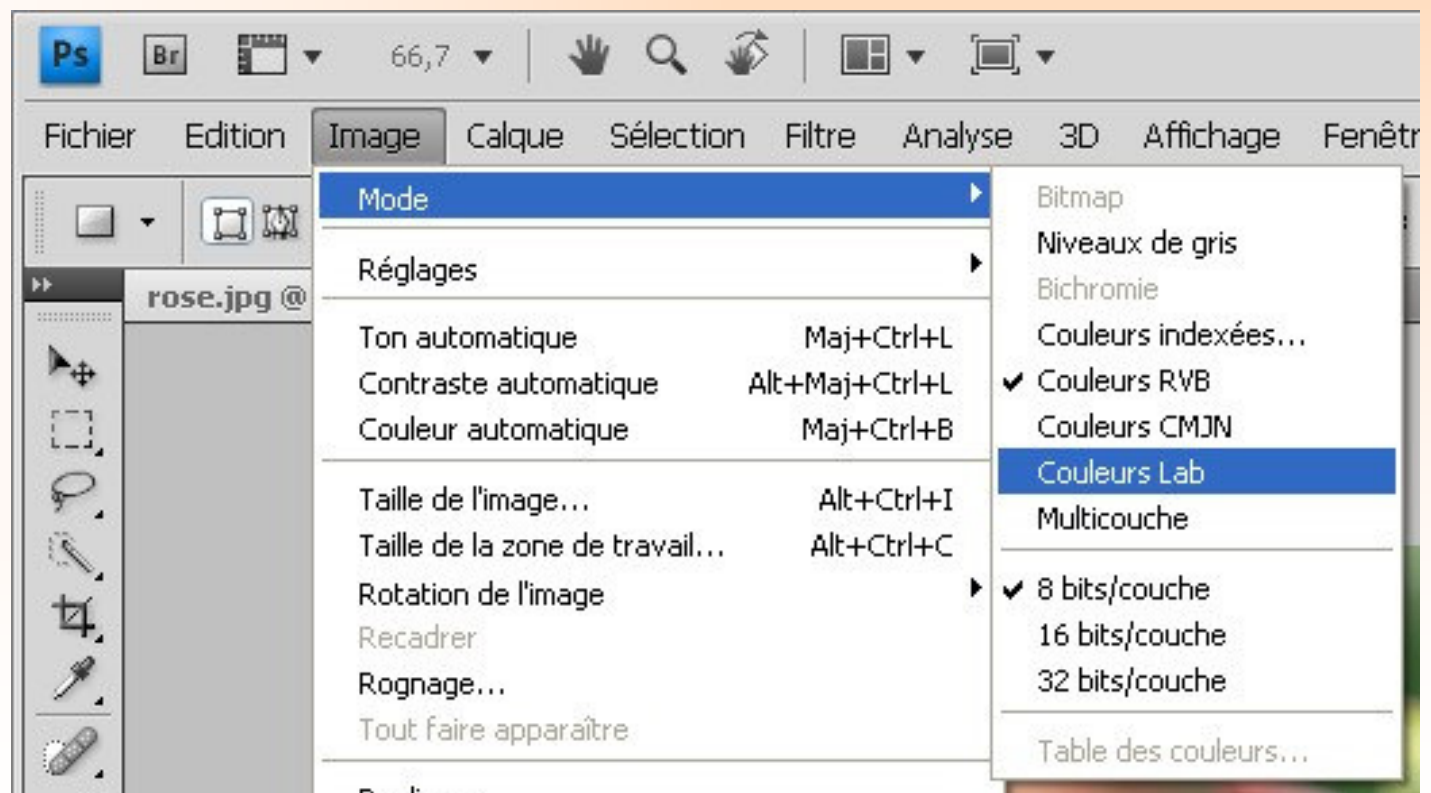 Ps Br 66,7
Fichier Edition Image Calque Sélection Filtre Analyse 3D Affichage Fenêtr
rose.jpg @
Mode
Réglages
Ton automatique Maj+Ctrl+L
Contraste automatique Alt+Maj+Ctrl+L
Couleur automatique Maj+Ctrl+B
Taille de l'image... Alt+Ctrl+I
Taille de la zone de travail... Alt+Ctrl+C
Rotation de l'image
Recadrer
Rognage...
Tout faire apparaître
Bitmap
Niveaux de gris
Bichromie
Couleurs indexées...
Couleurs RVB
Couleurs CMJN
Couleurs Lab
Multicouche
8 bits/couche
16 bits/couche
32 bits/couche
Table des couleurs...